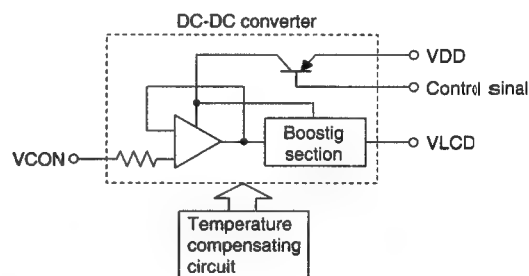 DC-DC converter
VDD
Control sinal
Boostig
section
VLCD
VCON
Temperature
compensating
circuit